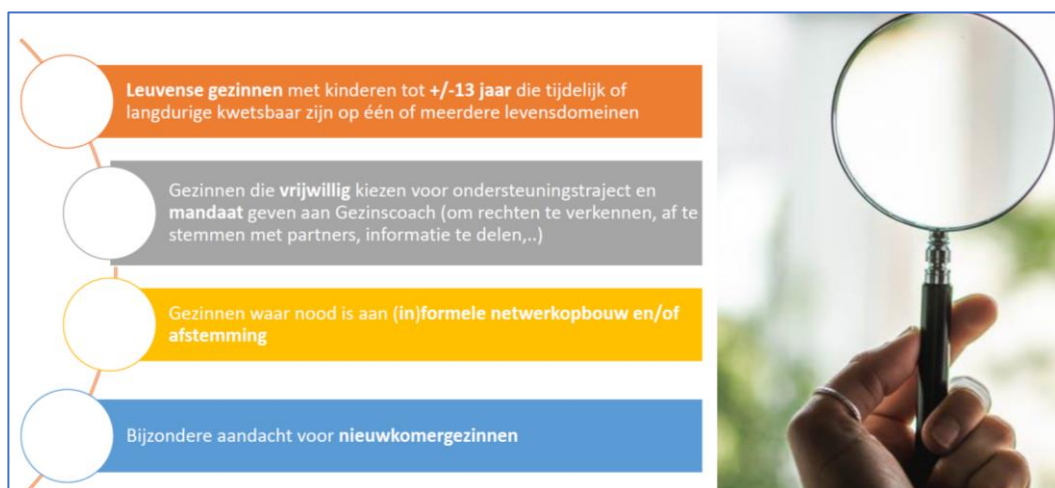 Leuvense gezinnen met kinderen tot +/-13 jaar die tijdelijk of
langdurige kwetsbaar zijn op één of meerdere levensdomeinen
Gezinnen die vrijwillig kiezen voor ondersteuningstraject en
mandaat geven aan Gezinscoach (om rechten te verkennen, af te
stemmen met partners, informatie te delen,..)
Gezinnen waar nood is aan (in)formele netwerkopbouw en/of
afstemming
Bijzondere aandacht voor nieuwkomergezinnen